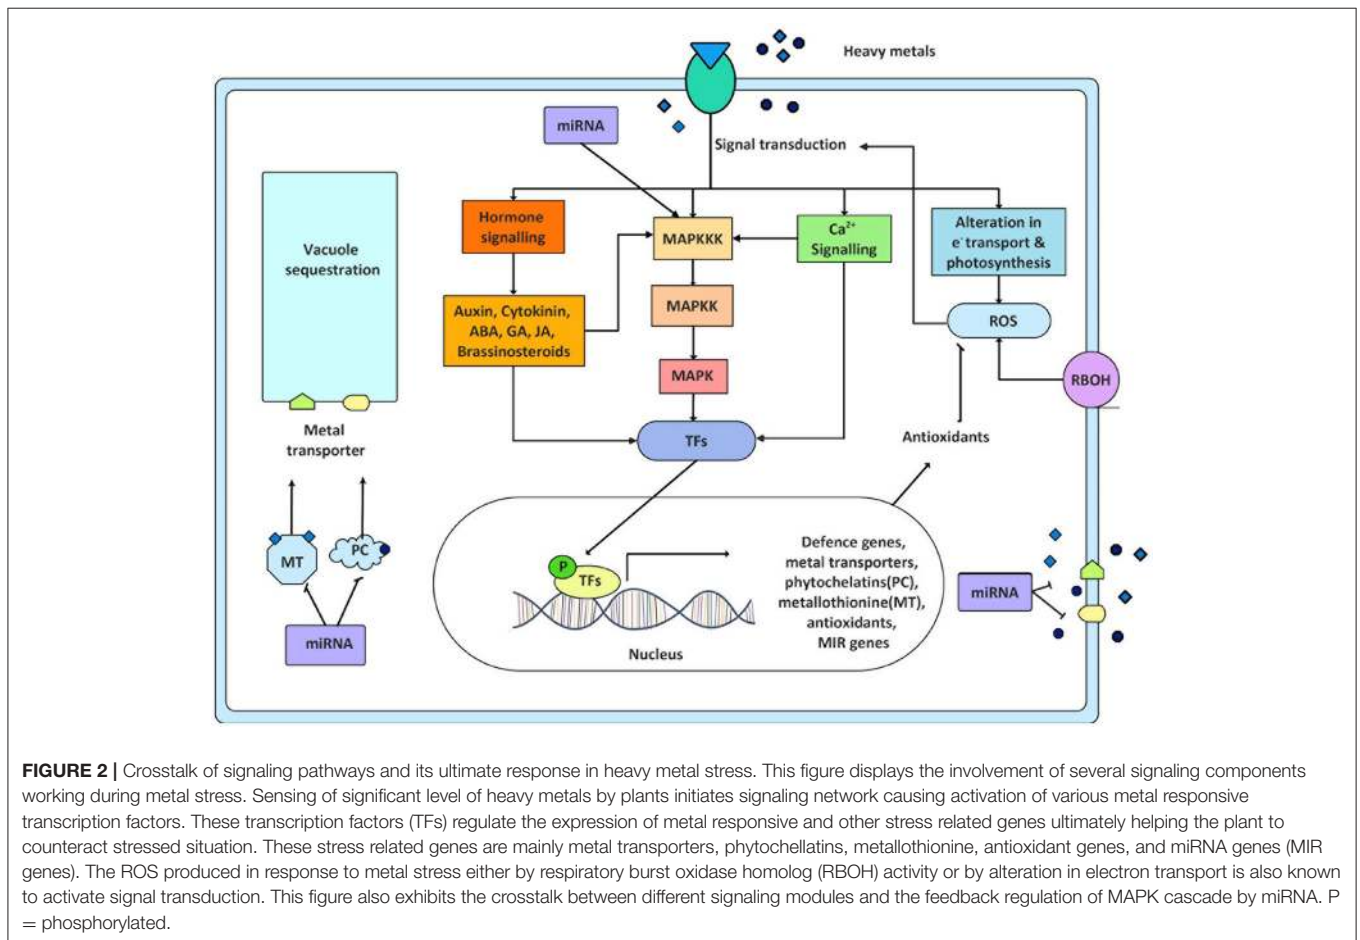 Heavy metals
miRNA
Signal transduction
Hormone
signalling
MAPKKK
Ca²⁺
Signalling
Alteration in
e⁻ transport &
photosynthesis
Vacuole
sequestration
Auxin, Cytokinin,
ABA, GA, JA,
Brassinosteroids
MAPKK
ROS
MAPK
RBOH
Metal
transporter
TFs
Antioxidants
MT
PC
P
TFs
Defence genes,
metal transporters,
phytochelatins(PC),
metallothionine(MT),
antioxidants,
MIR genes
miRNA
miRNA
Nucleus
FIGURE 2 | Crosstalk of signaling pathways and its ultimate response in heavy metal stress. This figure displays the involvement of several signaling components
working during metal stress. Sensing of significant level of heavy metals by plants initiates signaling network causing activation of various metal responsive
transcription factors. These transcription factors (TFs) regulate the expression of metal responsive and other stress related genes ultimately helping the plant to
counteract stressed situation. These stress related genes are mainly metal transporters, phytochellatins, metallothionine, antioxidant genes, and miRNA genes (MIR
genes). The ROS produced in response to metal stress either by respiratory burst oxidase homolog (RBOH) activity or by alteration in electron transport is also known
to activate signal transduction. This figure also exhibits the crosstalk between different signaling modules and the feedback regulation of MAPK cascade by miRNA. P
= phosphorylated.